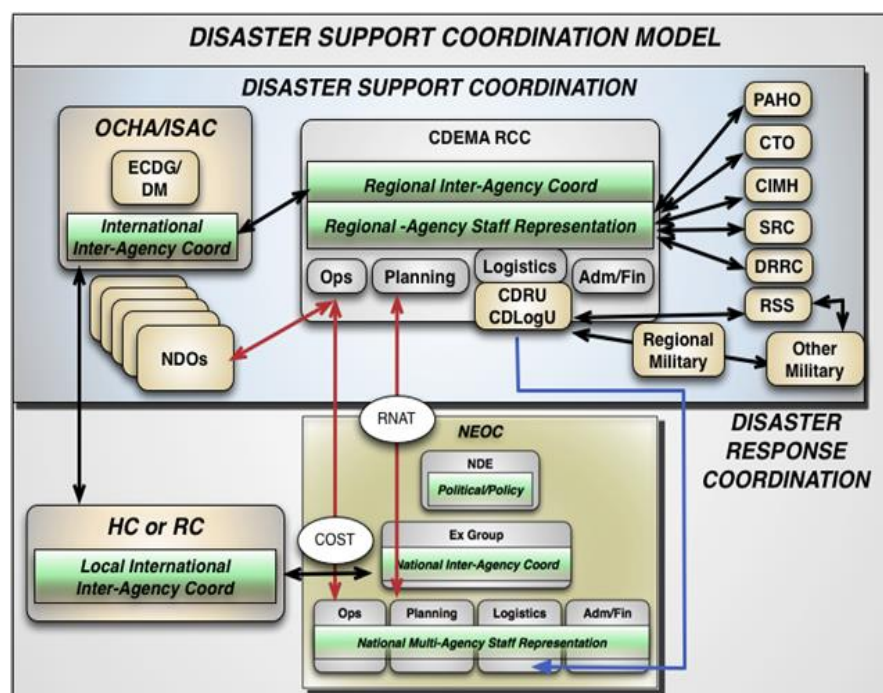 DISASTER SUPPORT COORDINATION MODEL
DISASTER SUPPORT COORDINATION
OCHA/ISAC
ECDG/
DM
International
Inter-Agency Coord
NDOs
CDEMA RCC
Regional Inter-Agency Coord
Regional -Agency Staff Representation
Ops
Planning
Logistics
Adm/Fin
CDRU
CDLogU
PAHO
CTO
CIMH
SRC
DRRC
RSS
Regional
Military
Other
Military
DISASTER
RESPONSE
COORDINATION
RNAT
COST
HC or RC
Local International
Inter-Agency Coord
NEOC
NDE
Political/Policy
Ex Group
National Inter-Agency Coord
Ops
Planning
Logistics
Adm/Fin
National Multi-Agency Staff Representation